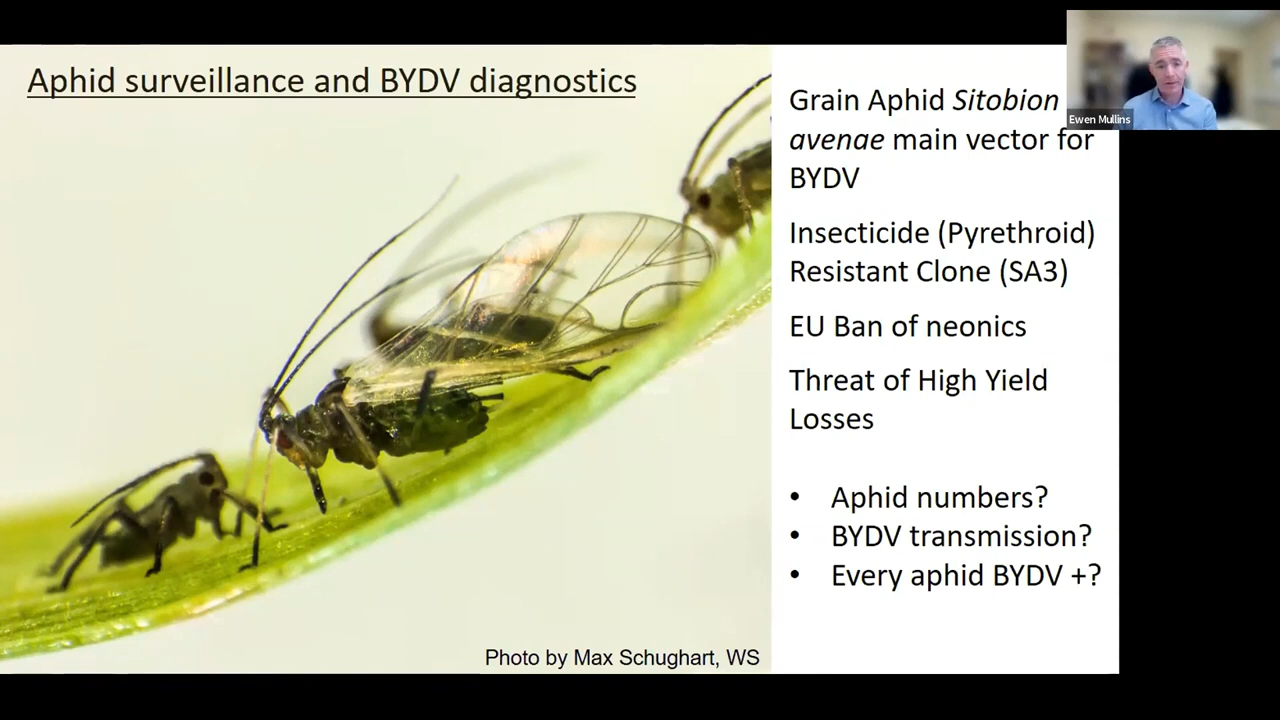 Aphid surveillance and BYDV diagnostics
Grain Aphid Sitobion
avenae main vector for
BYDV
Insecticide (Pyrethroid)
Resistant Clone (SA3)
EU Ban of neonics
Threat of High Yield
Losses
• Aphid numbers?
• BYDV transmission?
• Every aphid BYDV +?
Photo by Max Schughart, WS
Ewen Mullins